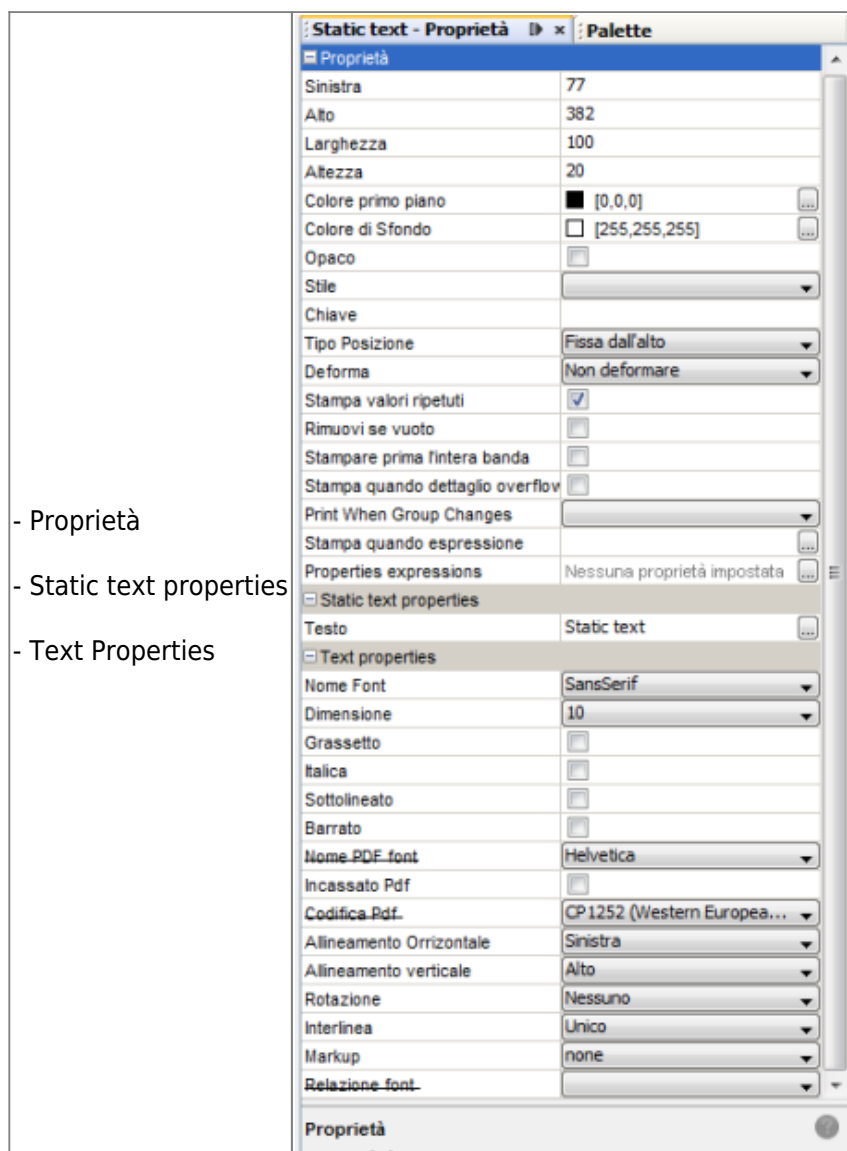 - Proprietà
- Static text properties
- Text Properties
Static text - Proprietà × Palette
Proprietà
Sinistra 77
Alto 382
Larghezza 100
Altezza 20
Colore primo piano [0,0,0] ...
Colore di Sfondo [255,255,255] ...
Opaco
Stile
Chiave
Tipo Posizione Fissa dall'alto
Deforma Non deformare
Stampa valori ripetuti
Rimuovi se vuoto
Stampare prima l'intera banda
Stampa quando dettaglio overflow
Print When Group Changes
Stampa quando espressione ...
Properties expressions Nessuna proprietà impostata ...
Static text properties
Testo Static text ...
Text properties
Nome Font SansSerif
Dimensione 10
Grassetto
Italica
Sottolineato
Barrato
Nome PDF font Helvetica
Incassato Pdf
Codifica Pdf CP1252 (Western Europea...
Allineamento Orrizontale Sinistra
Allineamento verticale Alto
Rotazione Nessuno
Interlinea Unico
Markup none
Relazione font
Proprietà